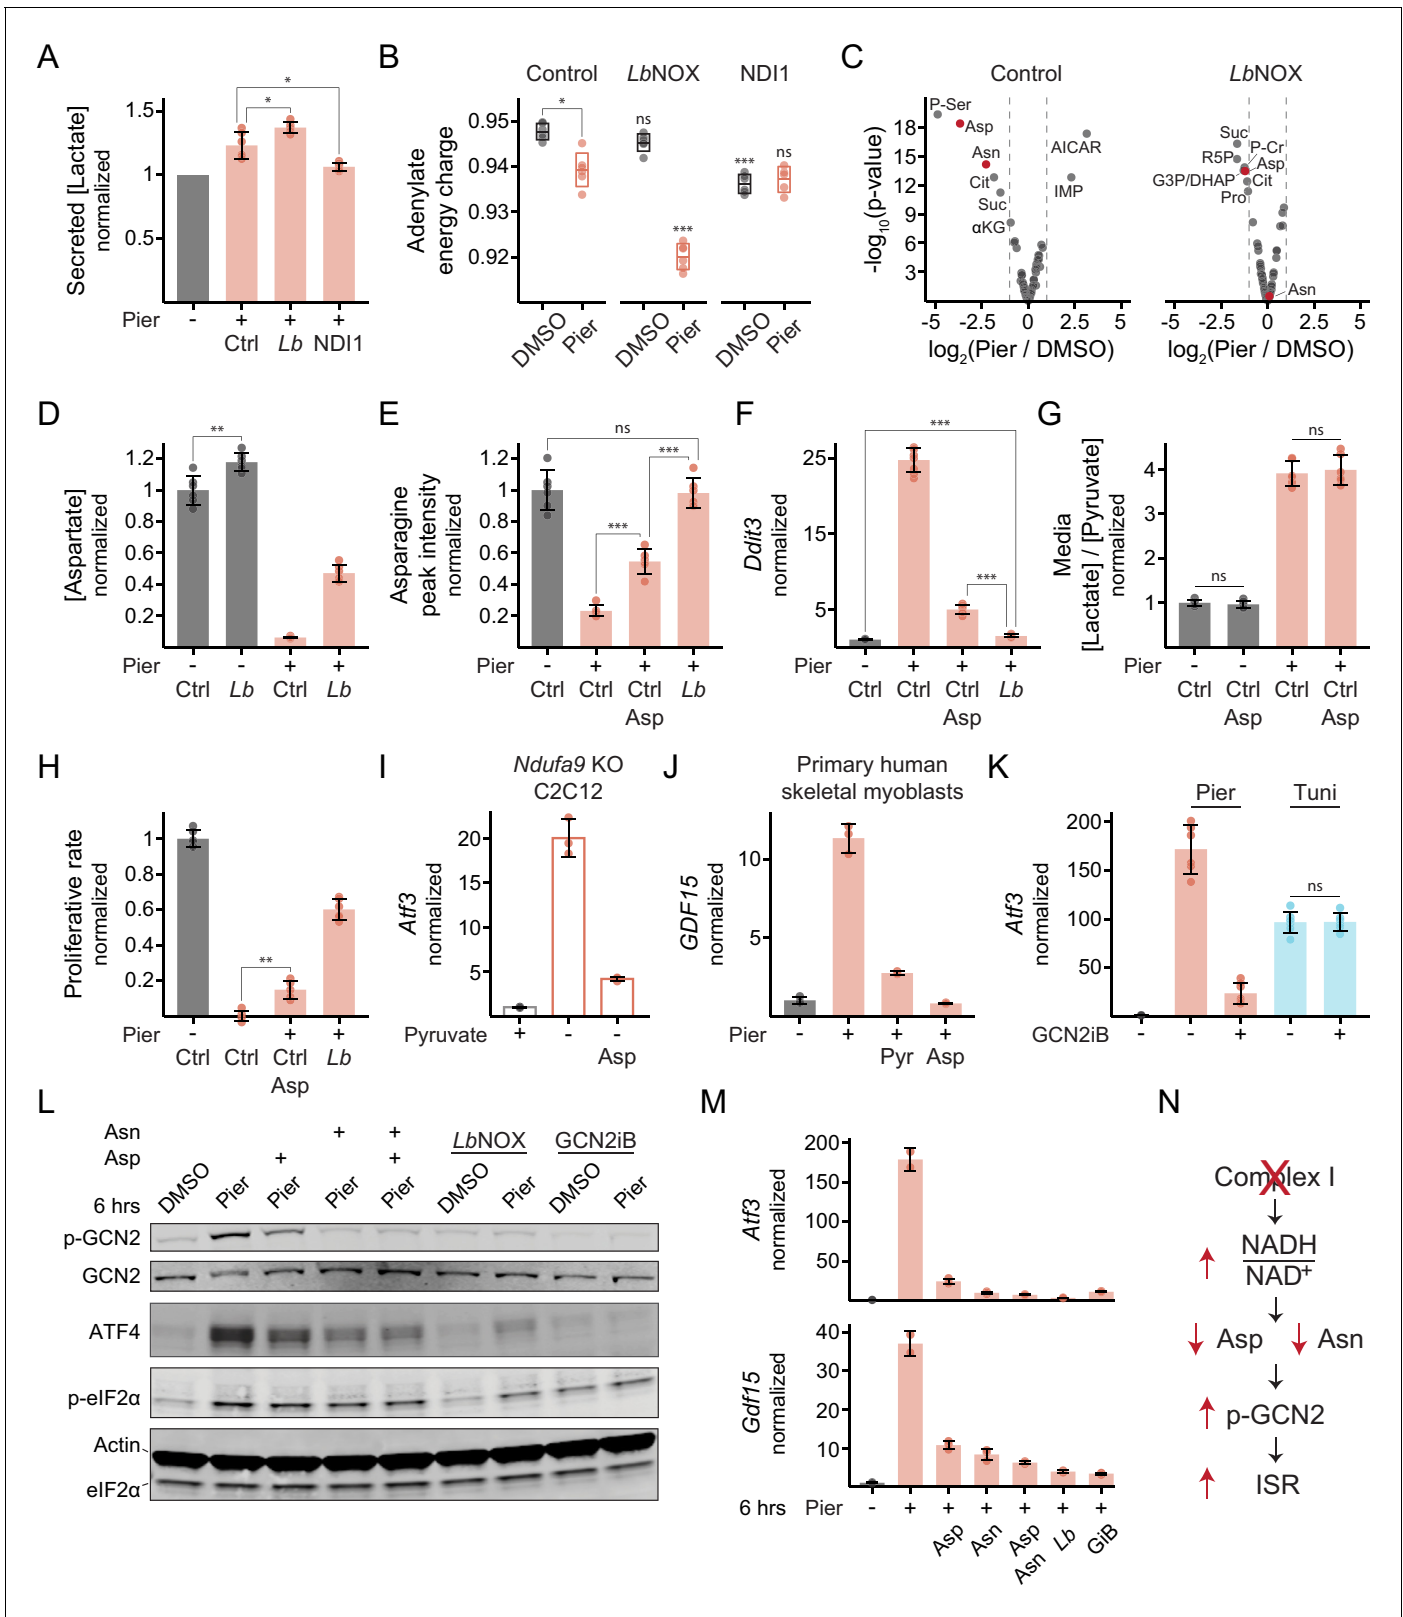 A
Secreted [Lactate]
normalized
1.5
1
0.5
*
*
Pier - + + +
Ctrl Lb NDI1
B
Control LbNOX NDI1
Adenylate
energy charge
0.95
0.94
0.93
0.92
* ns *** *** ns
DMSO Pier DMSO Pier DMSO Pier
C
Control LbNOX
-log10(p-value)
18
15
12
9
6
3
P-Ser
Asp
Asn
Cit
Suc
αKG
AICAR
IMP
-5 -2.5 0 2.5 5
log2(Pier / DMSO)
Suc
P-Cr
R5P
Asp
G3P/DHAP
Cit
Pro
Asn
-5 -2.5 0 2.5 5
log2(Pier / DMSO)
D
[Aspartate]
normalized
1.2
1
0.8
0.6
0.4
0.2
**
Pier - - + +
Ctrl Lb Ctrl Lb
E
Asparagine
peak intensity
normalized
1.2
1
0.8
0.6
0.4
0.2
ns
***
***
- + + +
Ctrl Ctrl Ctrl Lb
Asp
F
Ddit3
normalized
25
15
5
***
***
- + + +
Ctrl Ctrl Ctrl Lb
Asp
G
Media
[Lactate] / [Pyruvate]
normalized
4
3
2
1
ns
ns
Pier - - + +
Ctrl Ctrl Ctrl Ctrl
Asp Asp
H
Proliferative rate
normalized
1
0.8
0.6
0.4
0.2
**
Pier - + + +
Ctrl Ctrl Ctrl Lb
Asp
I
Ndufa9 KO
C2C12
Atf3
normalized
20
15
10
5
Pyruvate + - -
Asp
J
Primary human
skeletal myoblasts
GDF15
normalized
10
5
Pier - + + +
Pyr Asp
K
Pier Tuni
Atf3
normalized
200
150
100
50
ns
GCN2iB - - + - +
L
Asn + +
Asp + +
LbNOX GCN2iB
6 hrs DMSO Pier Pier Pier Pier DMSO Pier DMSO Pier
p-GCN2
GCN2
ATF4
p-eIF2α
Actin
eIF2α
M
Atf3
normalized
200
150
100
50
Gdf15
normalized
40
30
20
10
6 hrs Pier - + + + + + +
Asp Asn Asp Lb GiB
Asn
N
Complex I
NADH
NAD+
Asp Asn
p-GCN2
ISR